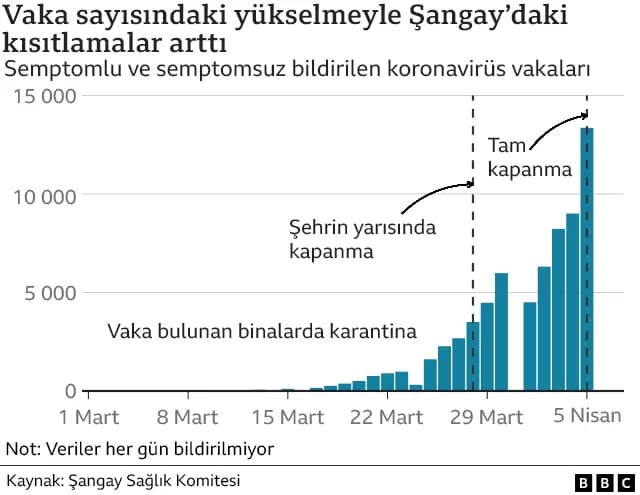 Vaka sayısındaki yükselmeyle Şangay’daki
kısıtlamalar arttı
Semptomlu ve semptomsuz bildirilen koronavirüs vakaları
15 000
Tam
kapanma
10 000
Şehrin yarısında
kapanma
5 000
Vaka bulunan binalarda karantina
0
1 Mart 8 Mart 15 Mart 22 Mart 29 Mart 5 Nisan
Not: Veriler her gün bildirilmiyor
Kaynak: Şangay Sağlık Komitesi
BBC